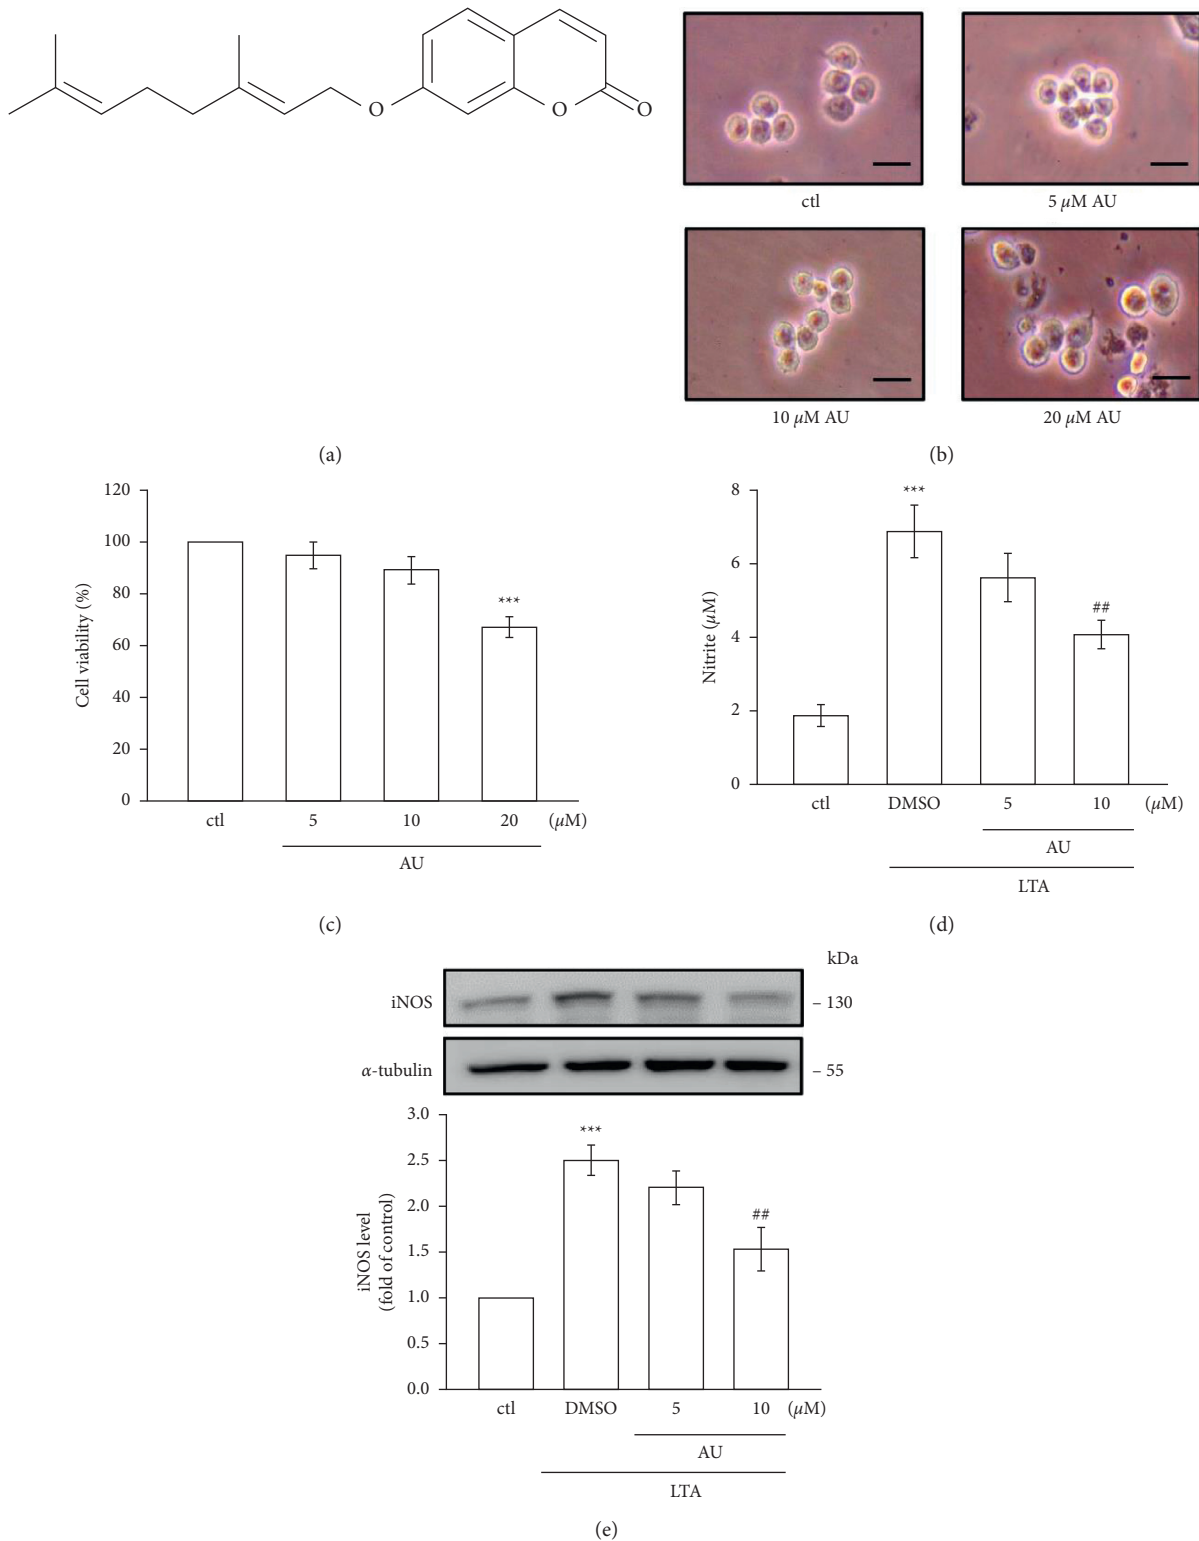 O
O
O
ctl
5 μM AU
10 μM AU
20 μM AU
(a)
(b)
120
100
80
60
40
20
0
Cell viability (%)
***
ctl
5
10
20
(μM)
AU
(c)
8
6
4
2
0
Nitrite (μM)
***
##
ctl
DMSO
5
10
(μM)
AU
LTA
(d)
kDa
iNOS
– 130
α-tubulin
– 55
3.0
2.5
2.0
1.5
1.0
0.5
0.0
iNOS level
(fold of control)
***
##
ctl
DMSO
5
10
(μM)
AU
LTA
(e)